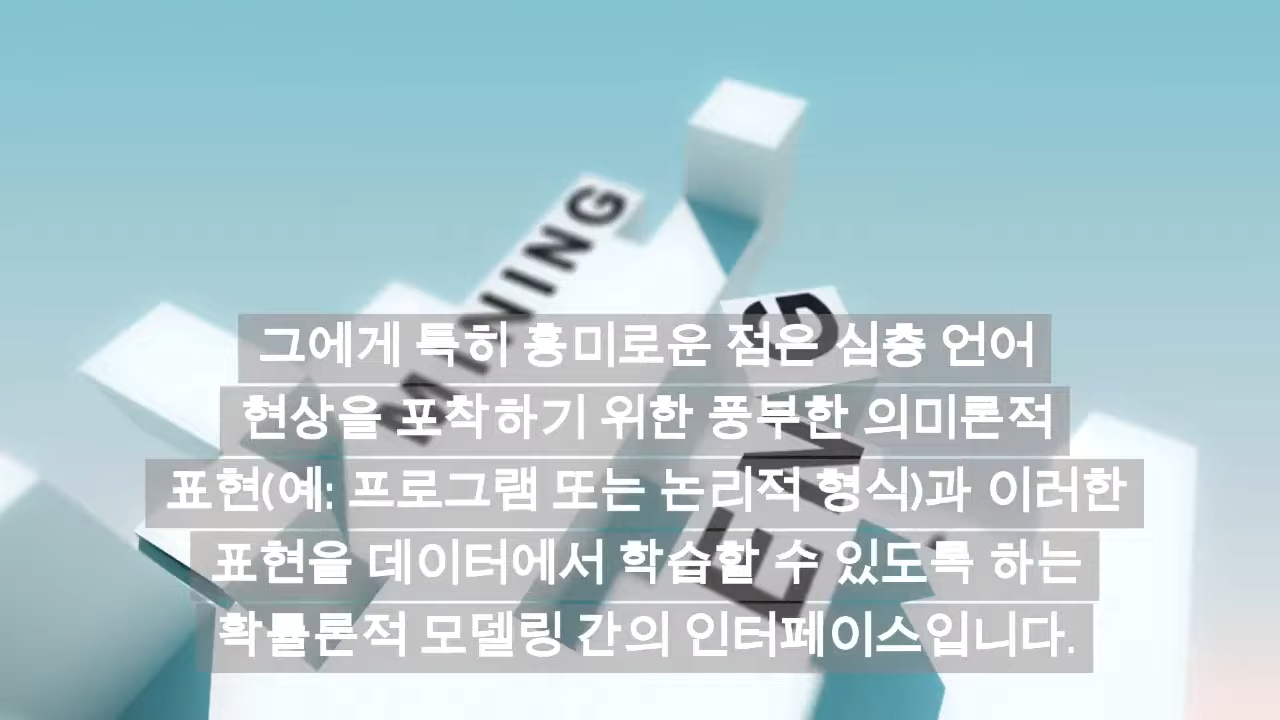 MINING
ENG
그에게 특히 흥미로운 점은 심층 언어
현상을 포착하기 위한 풍부한 의미론적
표현(예: 프로그램 또는 논리적 형식)과 이러한
표현을 데이터에서 학습할 수 있도록 하는
확률론적 모델링 간의 인터페이스입니다.